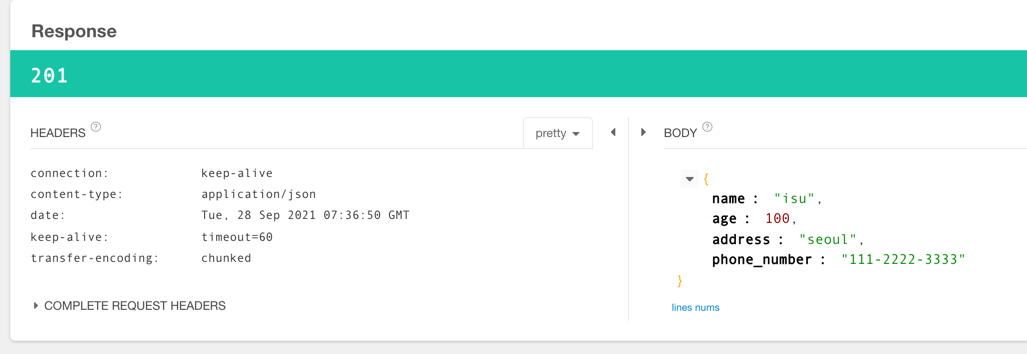 Response
201
HEADERS ?
pretty
connection: keep-alive
content-type: application/json
date: Tue, 28 Sep 2021 07:36:50 GMT
keep-alive: timeout=60
transfer-encoding: chunked
COMPLETE REQUEST HEADERS
BODY ?
{
name : "isu",
age : 100,
address : "seoul",
phone_number : "111-2222-3333"
}
lines nums